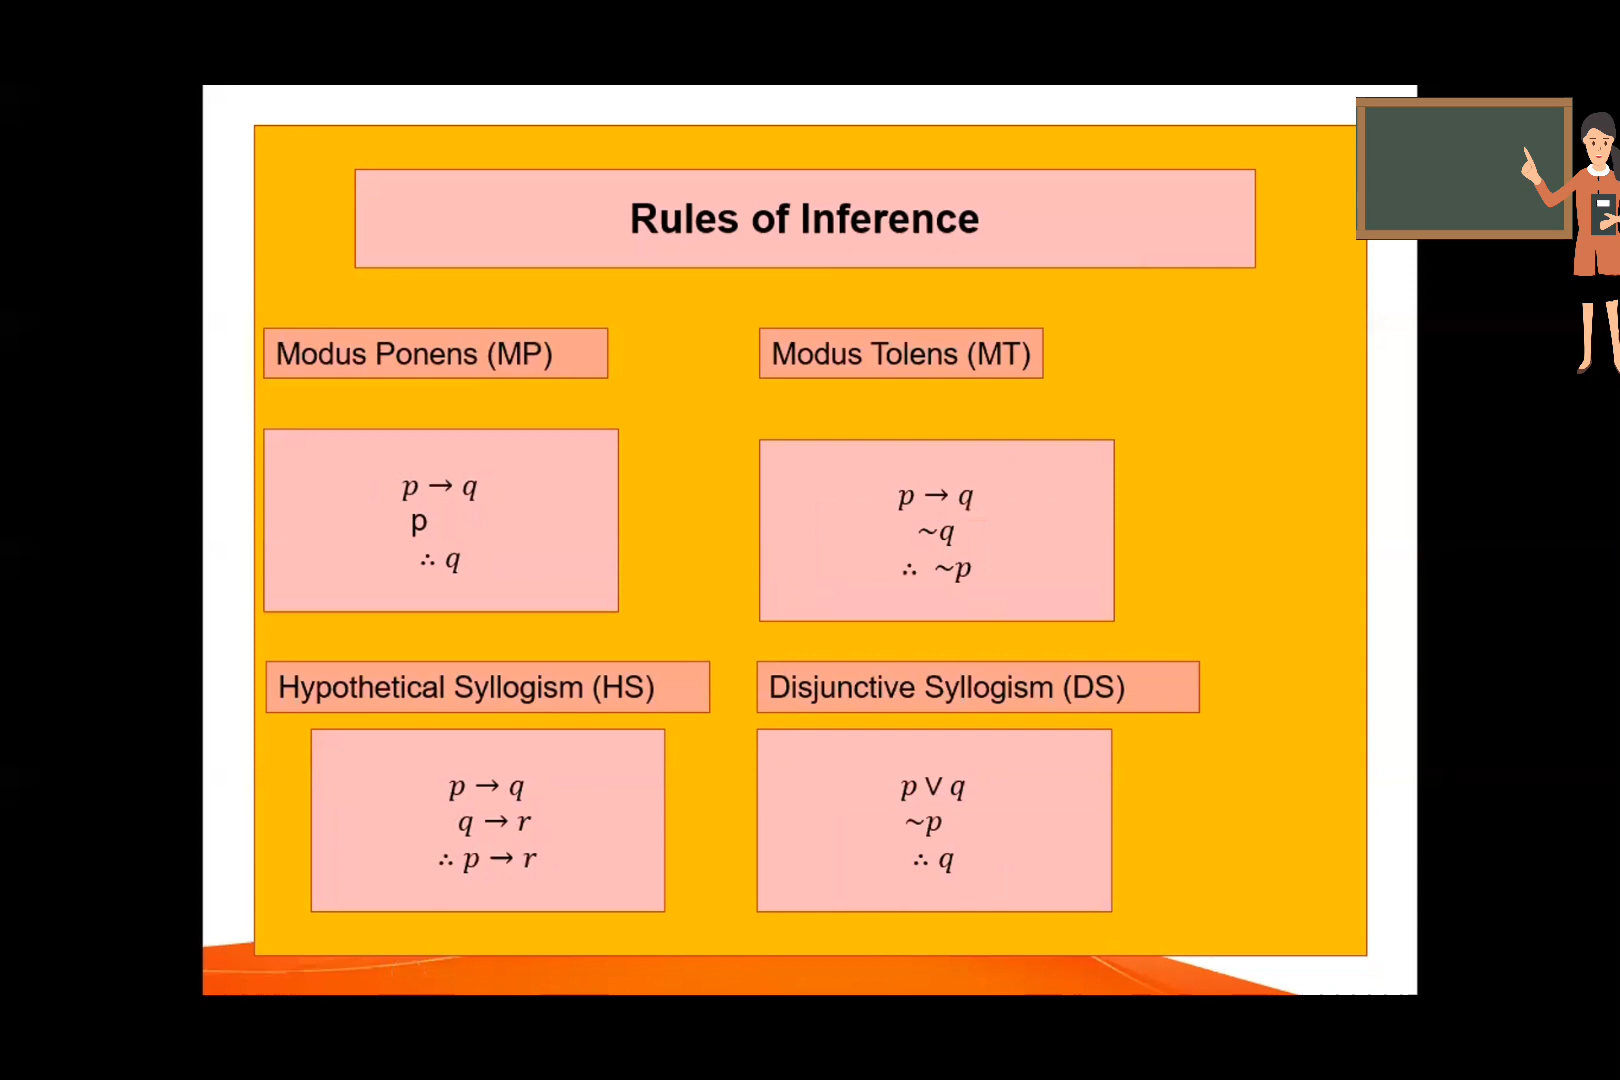 Rules of Inference
Modus Ponens (MP)
p → q
p
∴ q
Modus Tolens (MT)
p → q
~q
∴ ~p
Hypothetical Syllogism (HS)
p → q
q → r
∴ p → r
Disjunctive Syllogism (DS)
p ∨ q
~p
∴ q